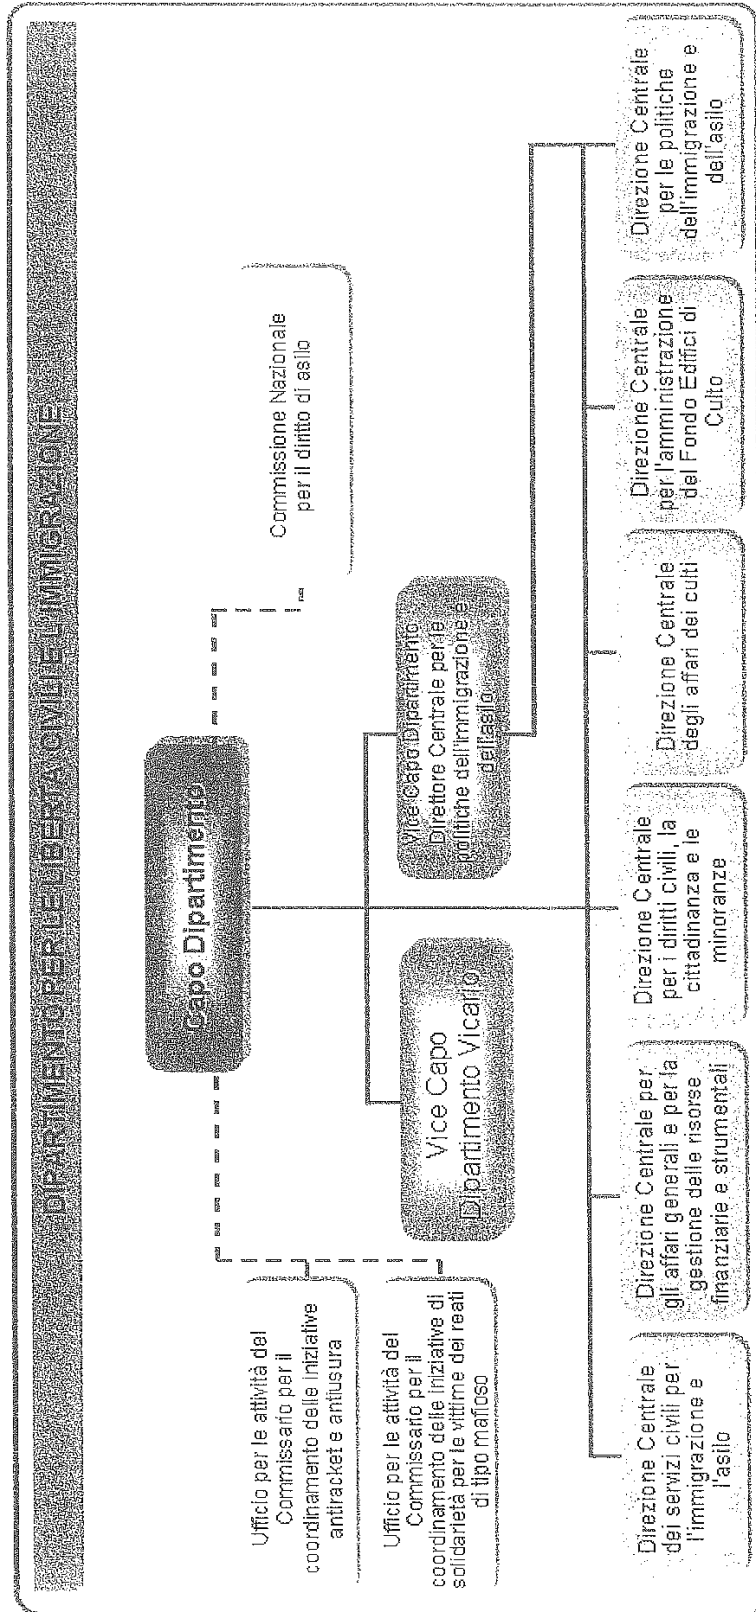 DIPARTIMENTO PER LE LIBERTA' CIVILI E L'IMMIGRAZIONE
Capo Dipartimento
Commissione Nazionale
per il diritto di asilo
Ufficio per le attività del
Commissario per il
coordinamento delle iniziative
antiracket e antiusura
Ufficio per le attività del
Commissario per il
coordinamento delle iniziative di
solidarietà per le vittime dei reati
di tipo mafioso
Vice Capo
Dipartimento Vicario
Vice Capo Dipartimento
Direttore Centrale per le
politiche dell'immigrazione e
dell'asilo
Direzione Centrale
dei servizi civili per
l'immigrazione e
l'asilo
Direzione Centrale per
gli affari generali e per la
gestione delle risorse
finanziarie e strumentali
Direzione Centrale
per i diritti civili, la
cittadinanza e le
minoranze
Direzione Centrale
degli affari dei culti
Direzione Centrale
per l'amministrazione
del Fondo Edifici di
Culto
Direzione Centrale
per le politiche
dell'immigrazione e
dell'asilo